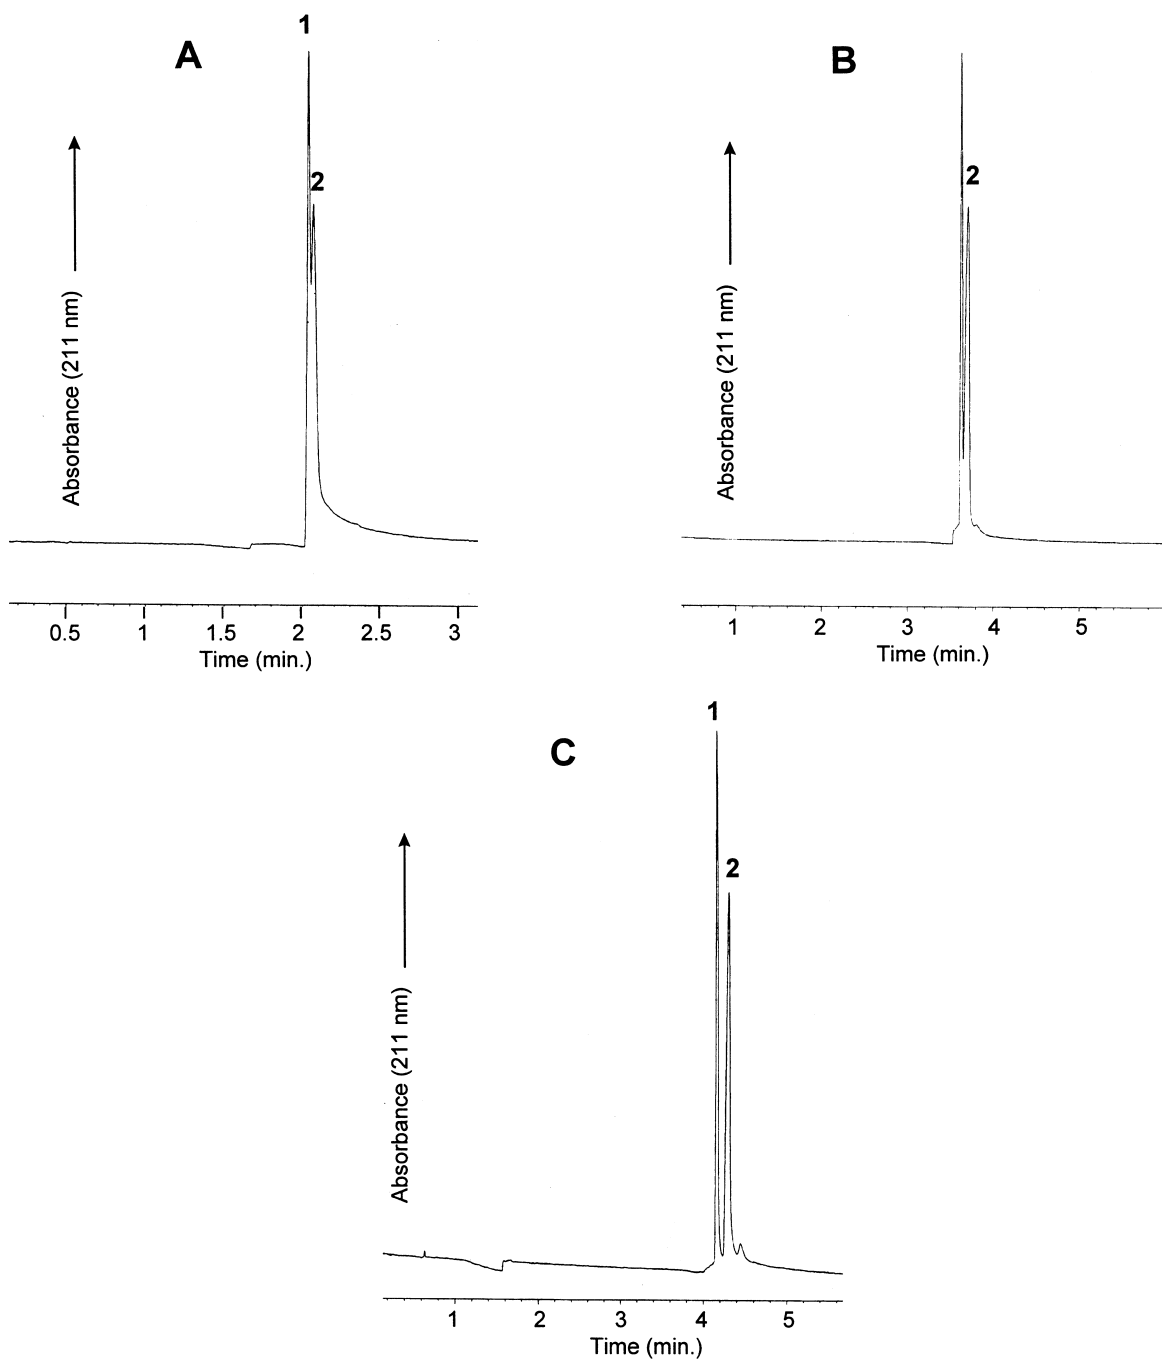 A
1
2
Absorbance (211 nm)
0.5 1 1.5 2 2.5 3
Time (min.)
B
2
Absorbance (211 nm)
1 2 3 4 5
Time (min.)
C
1
2
Absorbance (211 nm)
1 2 3 4 5
Time (min.)